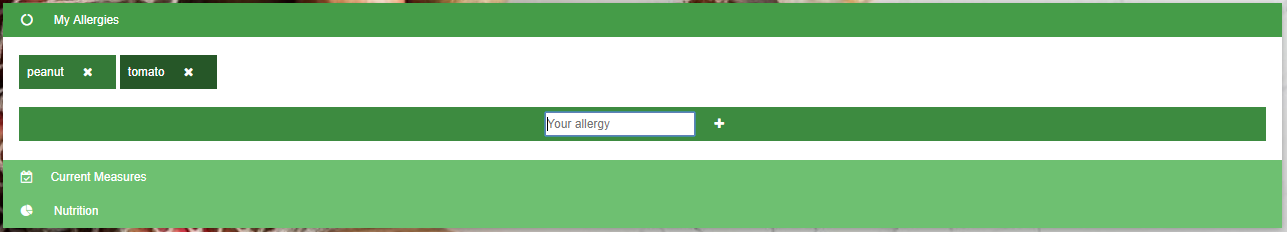 My Allergies
peanut ✖ tomato ✖
Your allergy
Current Measures
Nutrition